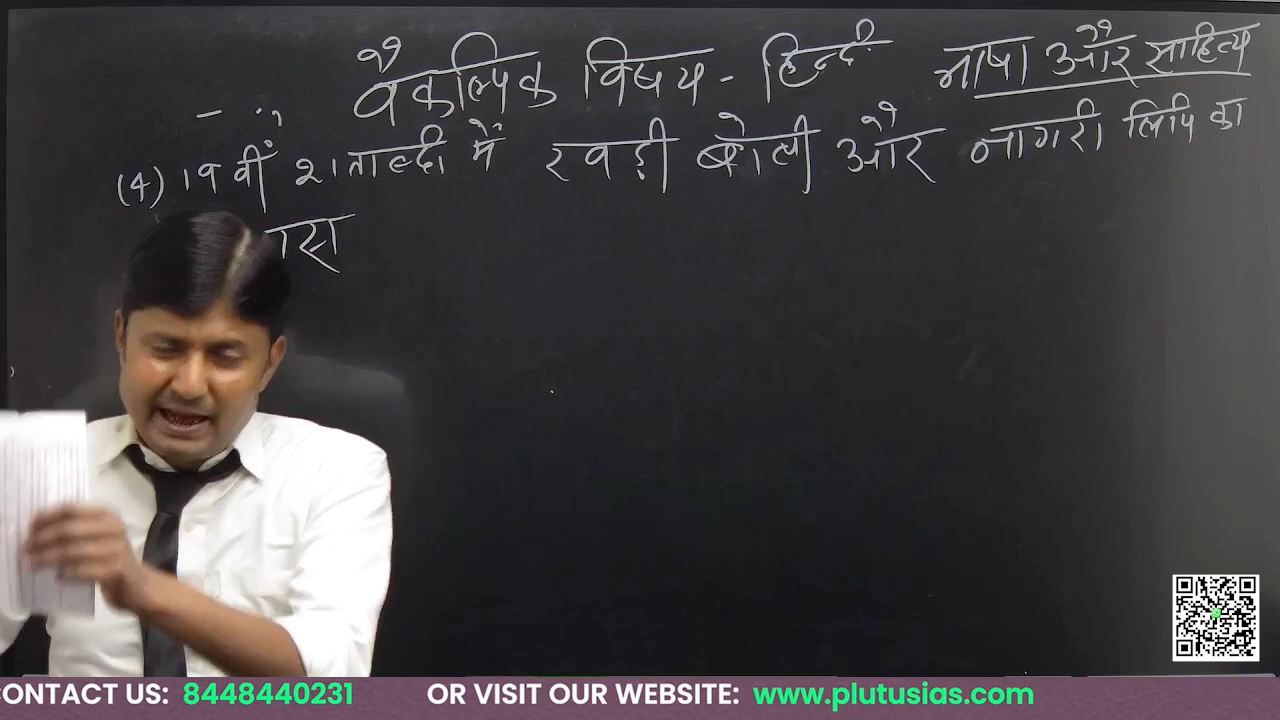 वैकल्पिक विषय - हिन्दी भाषा और साहित्य
(4) 19वीं शताब्दी में खड़ी बोली और नागरी लिपि का
CONTACT US: 8448440231 OR VISIT OUR WEBSITE: www.plutusias.com